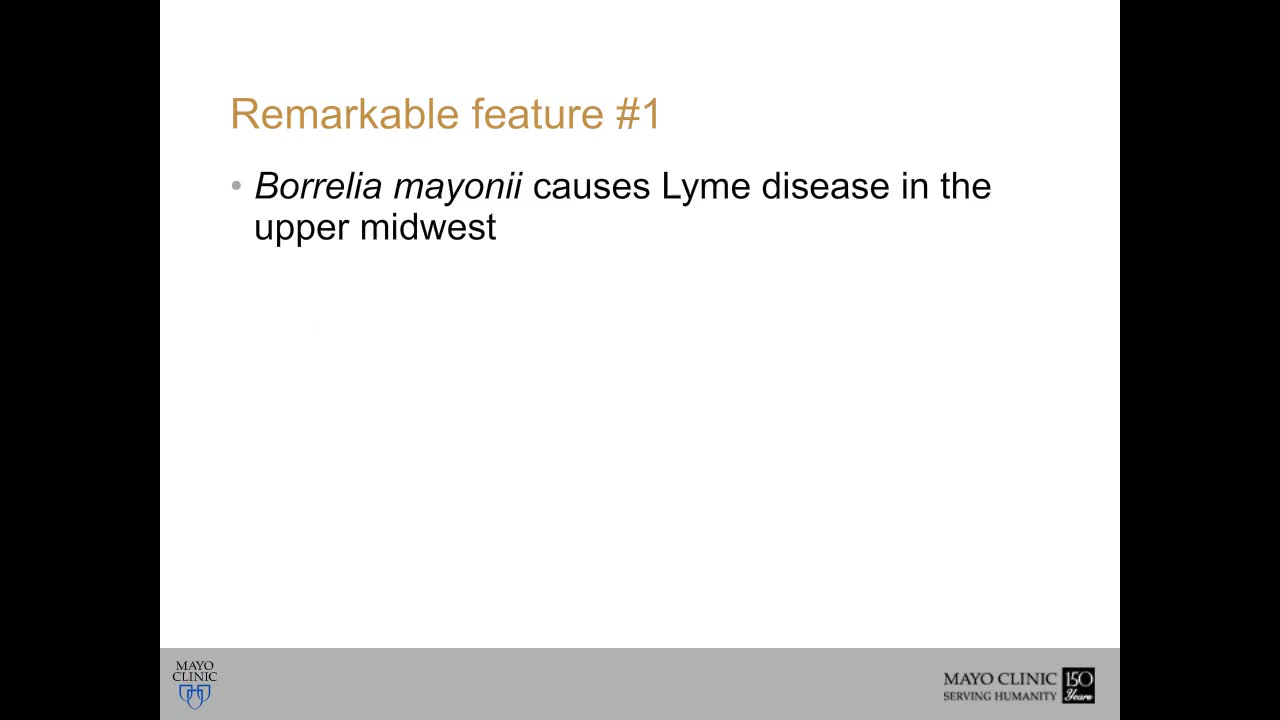 Remarkable feature #1
• Borrelia mayonii causes Lyme disease in the
upper midwest
MAYO
CLINIC
MAYO CLINIC
SERVING HUMANITY
150
Years